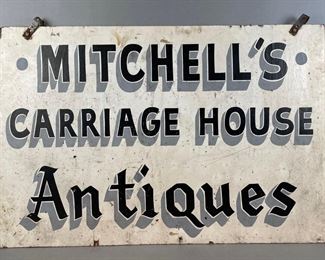 • MITCHELL'S •
CARRIAGE HOUSE
Antiques